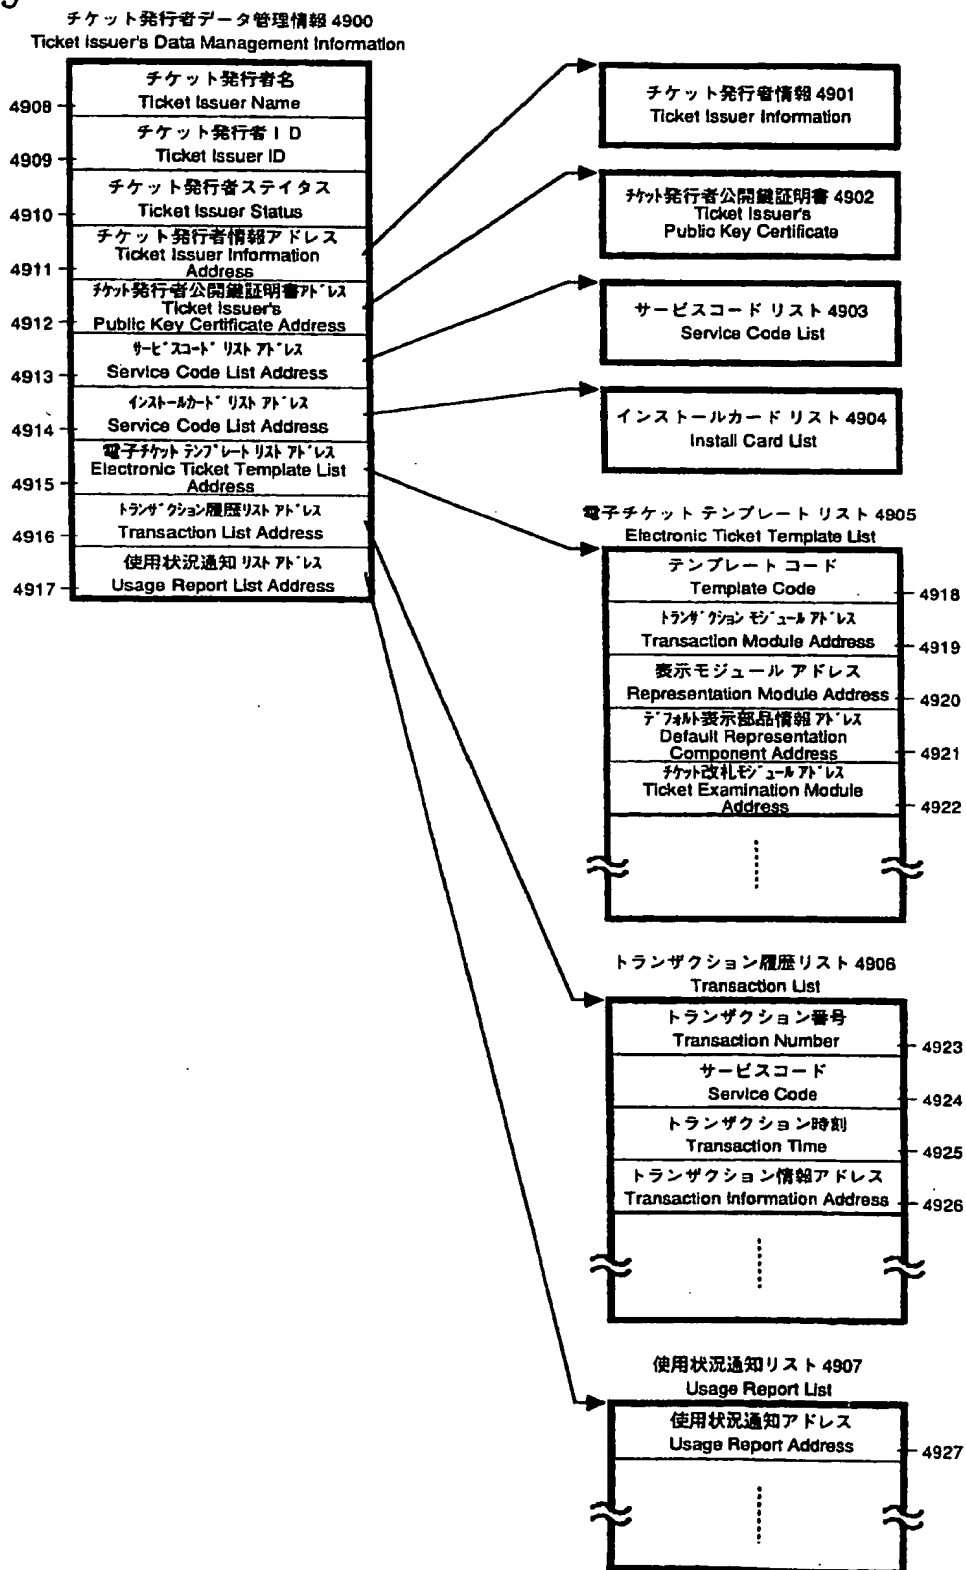 チケット発行者データ管理情報 4900
Ticket Issuer's Data Management Information
チケット発行者名
Ticket Issuer Name
4908
チケット発行者ID
Ticket Issuer ID
4909
チケット発行者ステイタス
Ticket Issuer Status
4910
チケット発行者情報アドレス
Ticket Issuer Information
Address
4911
チケット発行者公開鍵証明書アドレス
Ticket Issuer's
Public Key Certificate Address
4912
サービスコード リスト アドレス
Service Code List Address
4913
インストールカード リスト アドレス
Service Code List Address
4914
電子チケット テンプレート リスト アドレス
Electronic Ticket Template List
Address
4915
トランザクション履歴リスト アドレス
Transaction List Address
4916
使用状況通知 リスト アドレス
Usage Report List Address
4917
チケット発行者情報 4901
Ticket Issuer Information
チケット発行者公開鍵証明書 4902
Ticket Issuer's
Public Key Certificate
サービスコード リスト 4903
Service Code List
インストールカード リスト 4904
Install Card List
電子チケット テンプレート リスト 4905
Electronic Ticket Template List
テンプレート コード
Template Code
4918
トランザクション モジュール アドレス
Transaction Module Address
4919
表示モジュール アドレス
Representation Module Address
4920
デフォルト表示部品情報 アドレス
Default Representation
Component Address
4921
チケット改札モジュール アドレス
Ticket Examination Module
Address
4922
トランザクション履歴リスト 4906
Transaction List
トランザクション番号
Transaction Number
4923
サービスコード
Service Code
4924
トランザクション時刻
Transaction Time
4925
トランザクション情報アドレス
Transaction Information Address
4926
使用状況通知リスト 4907
Usage Report List
使用状況通知アドレス
Usage Report Address
4927